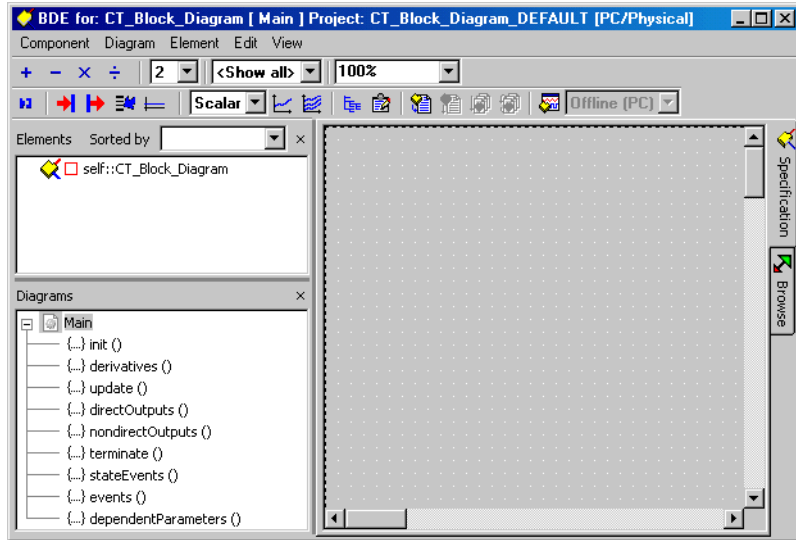 BDE for: CT_Block_Diagram [ Main ] Project: CT_Block_Diagram_DEFAULT [PC/Physical]
Component Diagram Element Edit View
+ − × ÷ 2 <Show all> 100%
Scalar Offline (PC)
Elements Sorted by
self::CT_Block_Diagram
Specification
Browse
Diagrams
Main
{...} init ()
{...} derivatives ()
{...} update ()
{...} directOutputs ()
{...} nondirectOutputs ()
{...} terminate ()
{...} stateEvents ()
{...} events ()
{...} dependentParameters ()